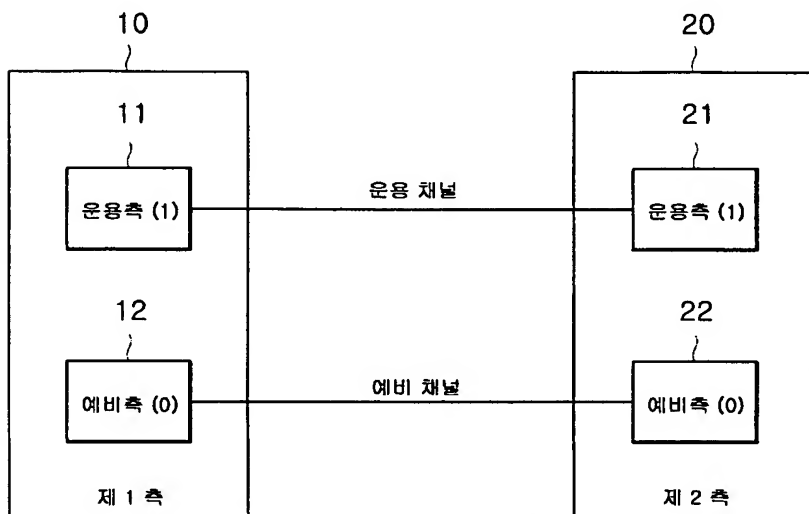 10
20
11
21
운용측 (1)
운용 채널
운용측 (1)
12
22
예비측 (0)
예비 채널
예비측 (0)
제 1 측
제 2 측